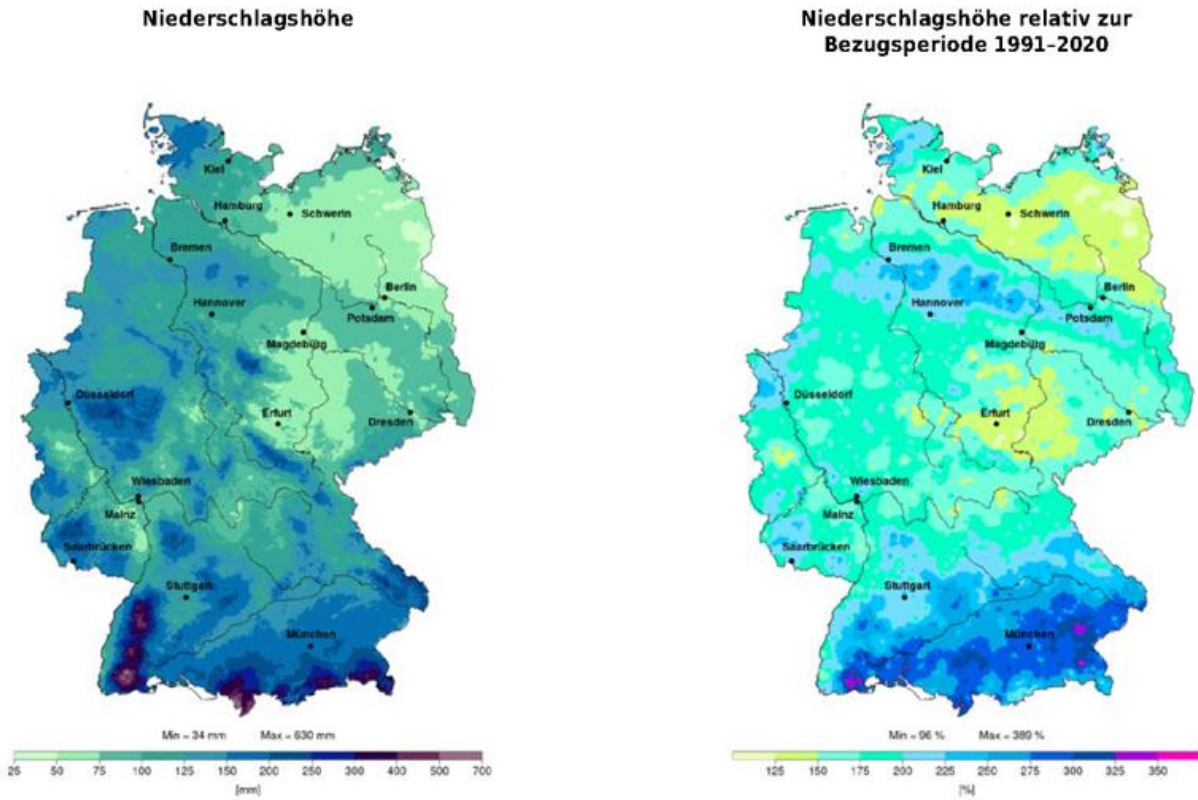 Niederschlagshöhe
Kiel
Hamburg
Schwerin
Bremen
Berlin
Hannover
Potsdam
Magdeburg
Düsseldorf
Erfurt
Dresden
Wiesbaden
Mainz
Saarbrücken
Stuttgart
München
Min = 34 mm Max = 630 mm
25 50 75 100 125 150 200 250 300 400 500 700
[mm]
Niederschlagshöhe relativ zur
Bezugsperiode 1991–2020
Kiel
Hamburg
Schwerin
Bremen
Berlin
Hannover
Potsdam
Magdeburg
Düsseldorf
Erfurt
Dresden
Wiesbaden
Mainz
Saarbrücken
Stuttgart
München
Min = 96 % Max = 389 %
125 150 175 200 225 250 275 300 325 350
[%]